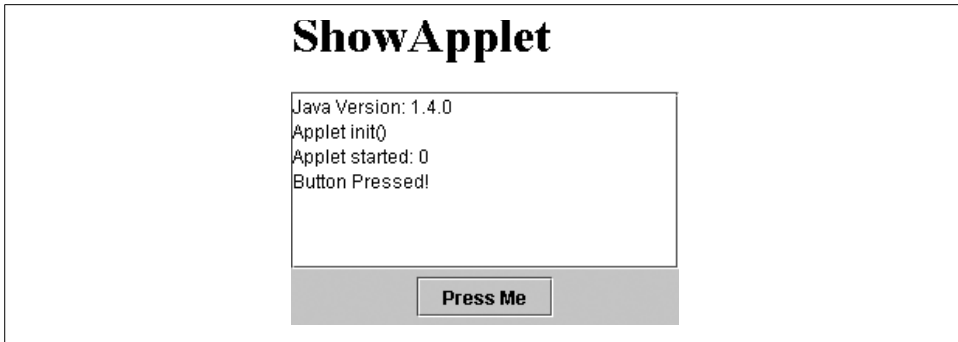 ShowApplet
Java Version: 1.4.0
Applet init()
Applet started: 0
Button Pressed!
Press Me